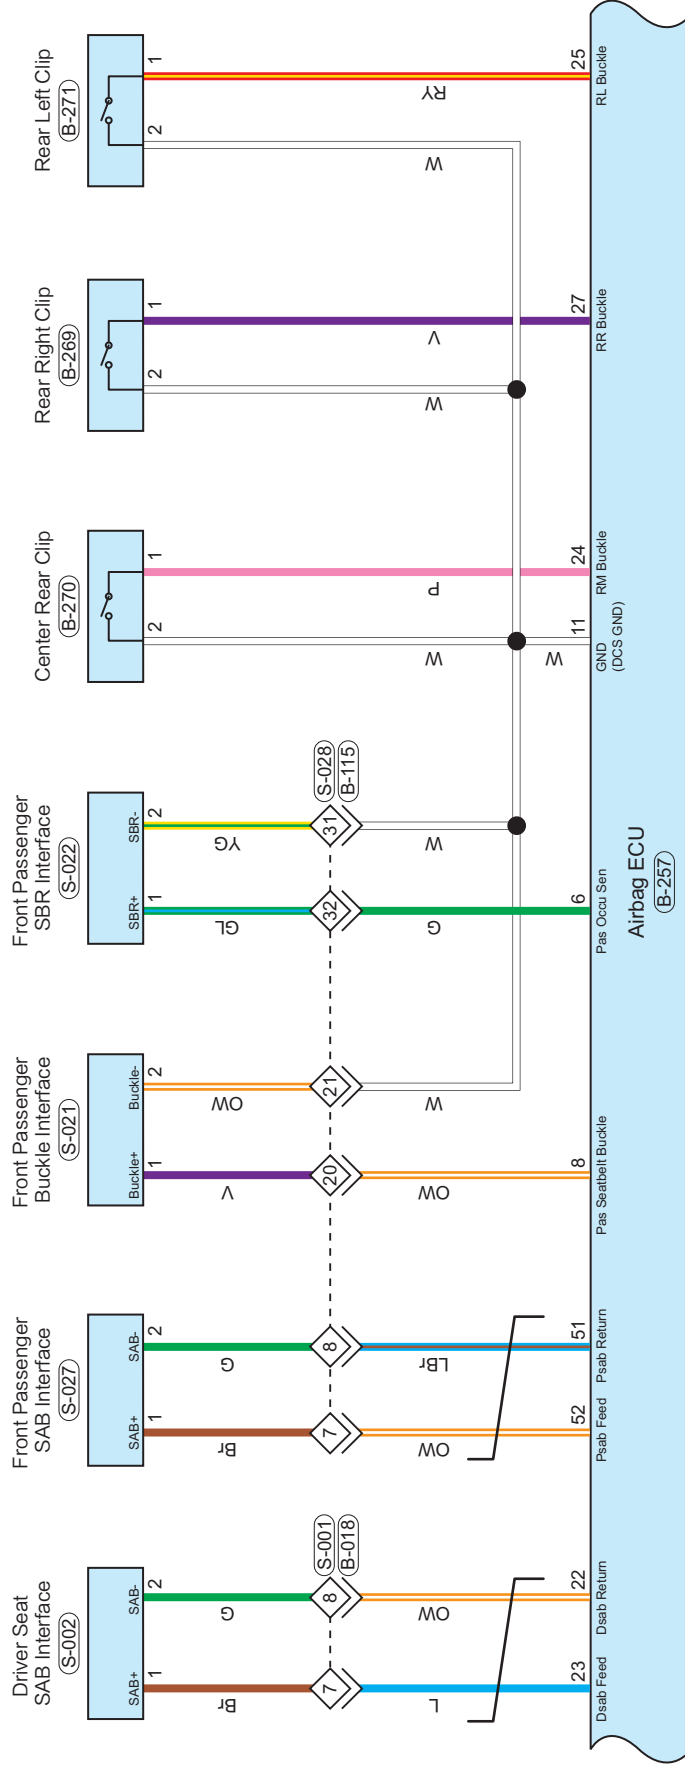 Driver Seat
SAB Interface
S-002
SAB+
SAB-
1
2
Br
G
7
8
S-001
B-018
L
OW
23
22
Dsab Feed
Dsab Return
Front Passenger
SAB Interface
S-027
SAB+
SAB-
1
2
Br
G
7
8
OW
LBr
52
51
Psab Feed
Psab Return
Front Passenger
Buckle Interface
S-021
Buckle+
Buckle-
1
2
V
OW
20
21
OW
W
8
Pas Seatbelt Buckle
Front Passenger
SBR Interface
S-022
SBR+
SBR-
1
2
GL
YG
32
31
S-028
B-115
G
W
6
Pas Occu Sen
Center Rear Clip
B-270
2
1
W
P
W
11
24
GND
(DCS GND)
RM Buckle
Rear Right Clip
B-269
2
1
W
V
27
RR Buckle
Rear Left Clip
B-271
2
1
W
RY
25
RL Buckle
Airbag ECU
B-257